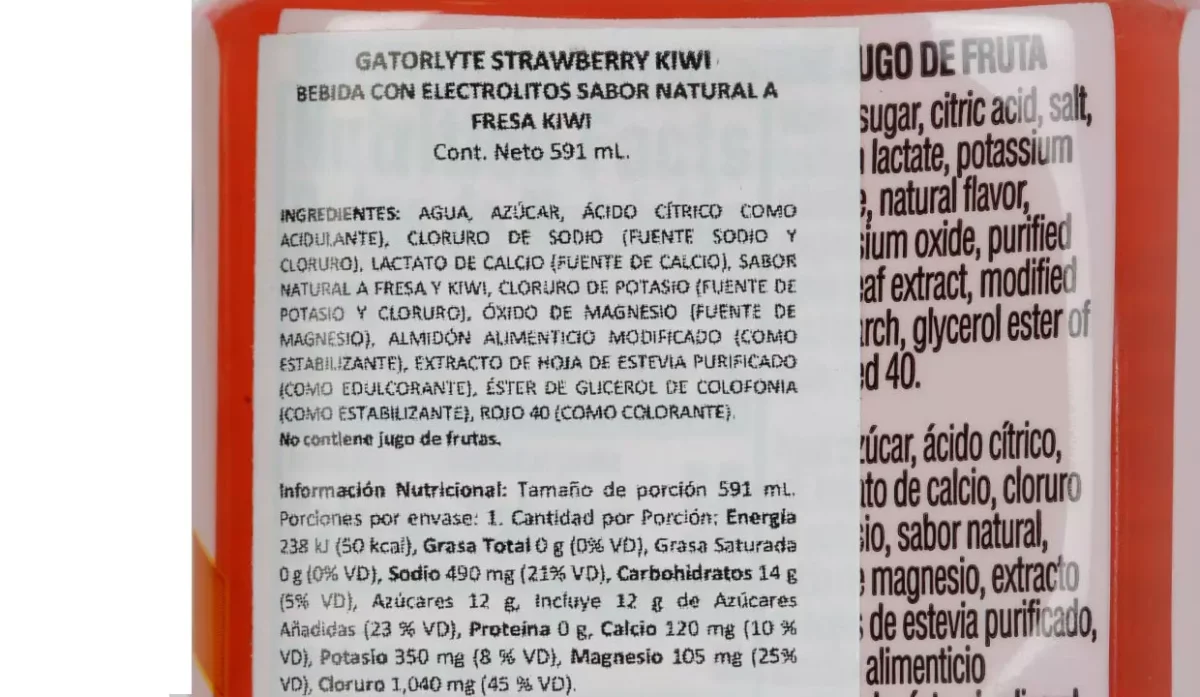 GATORLYTE STRAWBERRY KIWI
BEBIDA CON ELECTROLITOS SABOR NATURAL A
FRESA KIWI
Cont. Neto 591 mL.
INGREDIENTES: AGUA, AZÚCAR, ÁCIDO CÍTRICO COMO
ACIDULANTE), CLORURO DE SODIO (FUENTE SODIO Y
CLORURO), LACTATO DE CALCIO (FUENTE DE CALCIO), SABOR
NATURAL A FRESA Y KIWI, CLORURO DE POTASIO (FUENTE DE
POTASIO Y CLORURO), ÓXIDO DE MAGNESIO (FUENTE DE
MAGNESIO), ALMIDÓN ALIMENTICIO MODIFICADO (COMO
ESTABILIZANTE), EXTRACTO DE HOJA DE ESTEVIA PURIFICADO
(COMO EDULCORANTE), ÉSTER DE GLICEROL DE COLOFONIA
(COMO ESTABILIZANTE), ROJO 40 (COMO COLORANTE).
No contiene jugo de frutas.
Información Nutricional: Tamaño de porción 591 mL.
Porciones por envase: 1. Cantidad por Porción: Energía
238 kJ (50 kcal), Grasa Total 0 g (0% VD), Grasa Saturada
0 g (0% VD), Sodio 490 mg (21% VD), Carbohidratos 14 g
(5% VD), Azúcares 12 g, Incluye 12 g de Azúcares
Añadidas (23 % VD), Proteína 0 g, Calcio 120 mg (10 %
VD), Potasio 350 mg (8 % VD), Magnesio 105 mg (25%
VD), Cloruro 1,040 mg (45 % VD).
UGO DE FRUTA
sugar, citric acid, salt,
lactate, potassium
natural flavor,
ium oxide, purified
af extract, modified
rch, glycerol ester of
ed 40.
úcar, ácido cítrico,
to de calcio, cloruro
io, sabor natural,
magnesio, extracto
de estevia purificado,
alimenticio